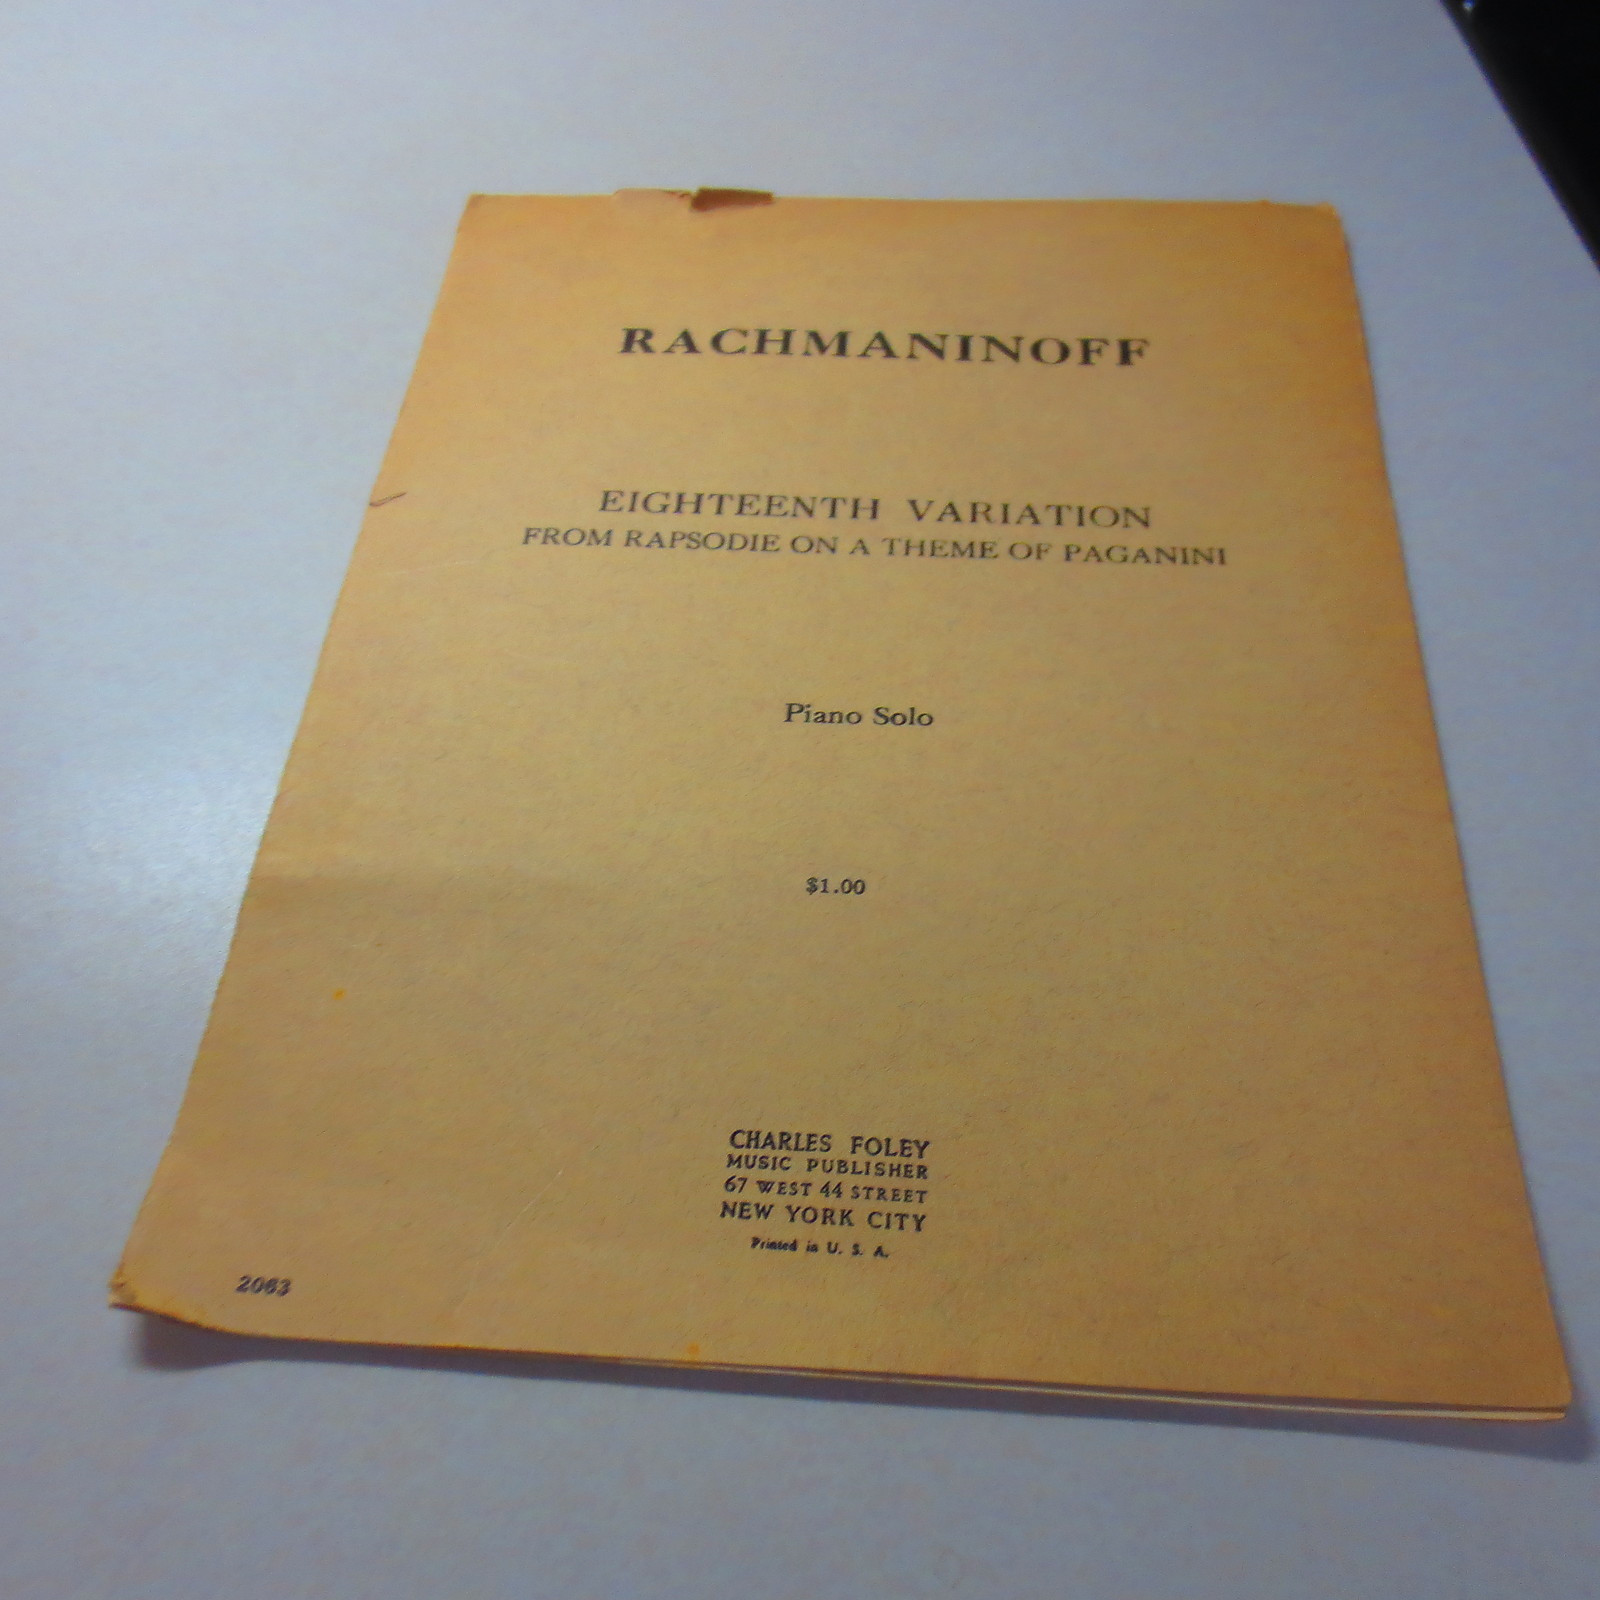 RACHMANINOFF
EIGHTEENTH VARIATION
FROM RAPSODIE ON A THEME OF PAGANINI
Piano Solo
$1.00
CHARLES FOLEY
MUSIC PUBLISHER
67 WEST 44 STREET
NEW YORK CITY
Printed in U. S. A.
2063